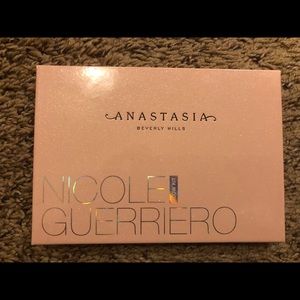 ANASTASIA
BEVERLY HILLS
NICOLE
GUERRIERO